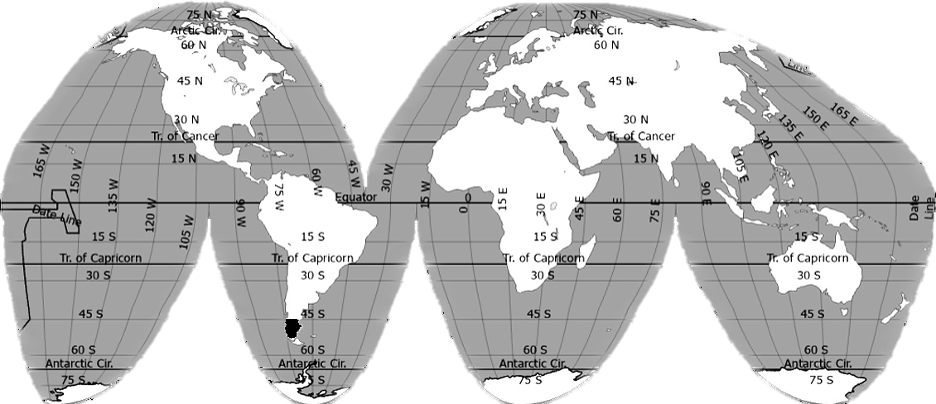 75 N 75 N
Arctic Cir. Arctic Cir.
60 N 60 N
45 N 45 N
30 N 30 N
Tr. of Cancer Tr. of Cancer
15 N 15 N
165 W 150 W 135 W 120 W 105 W 90 W 75 W 60 W 45 W 30 W 15 W 0 15 E 30 E 45 E 60 E 75 E 90 E 105 E 120 E 135 E 150 E 165 E
Equator
Date Line Date Line
15 S 15 S 15 S 15 S
Tr. of Capricorn Tr. of Capricorn Tr. of Capricorn Tr. of Capricorn
30 S 30 S 30 S 30 S
45 S 45 S 45 S 45 S
60 S 60 S 60 S 60 S
Antarctic Cir. Antarctic Cir. Antarctic Cir. Antarctic Cir.
75 S 75 S 75 S 75 S